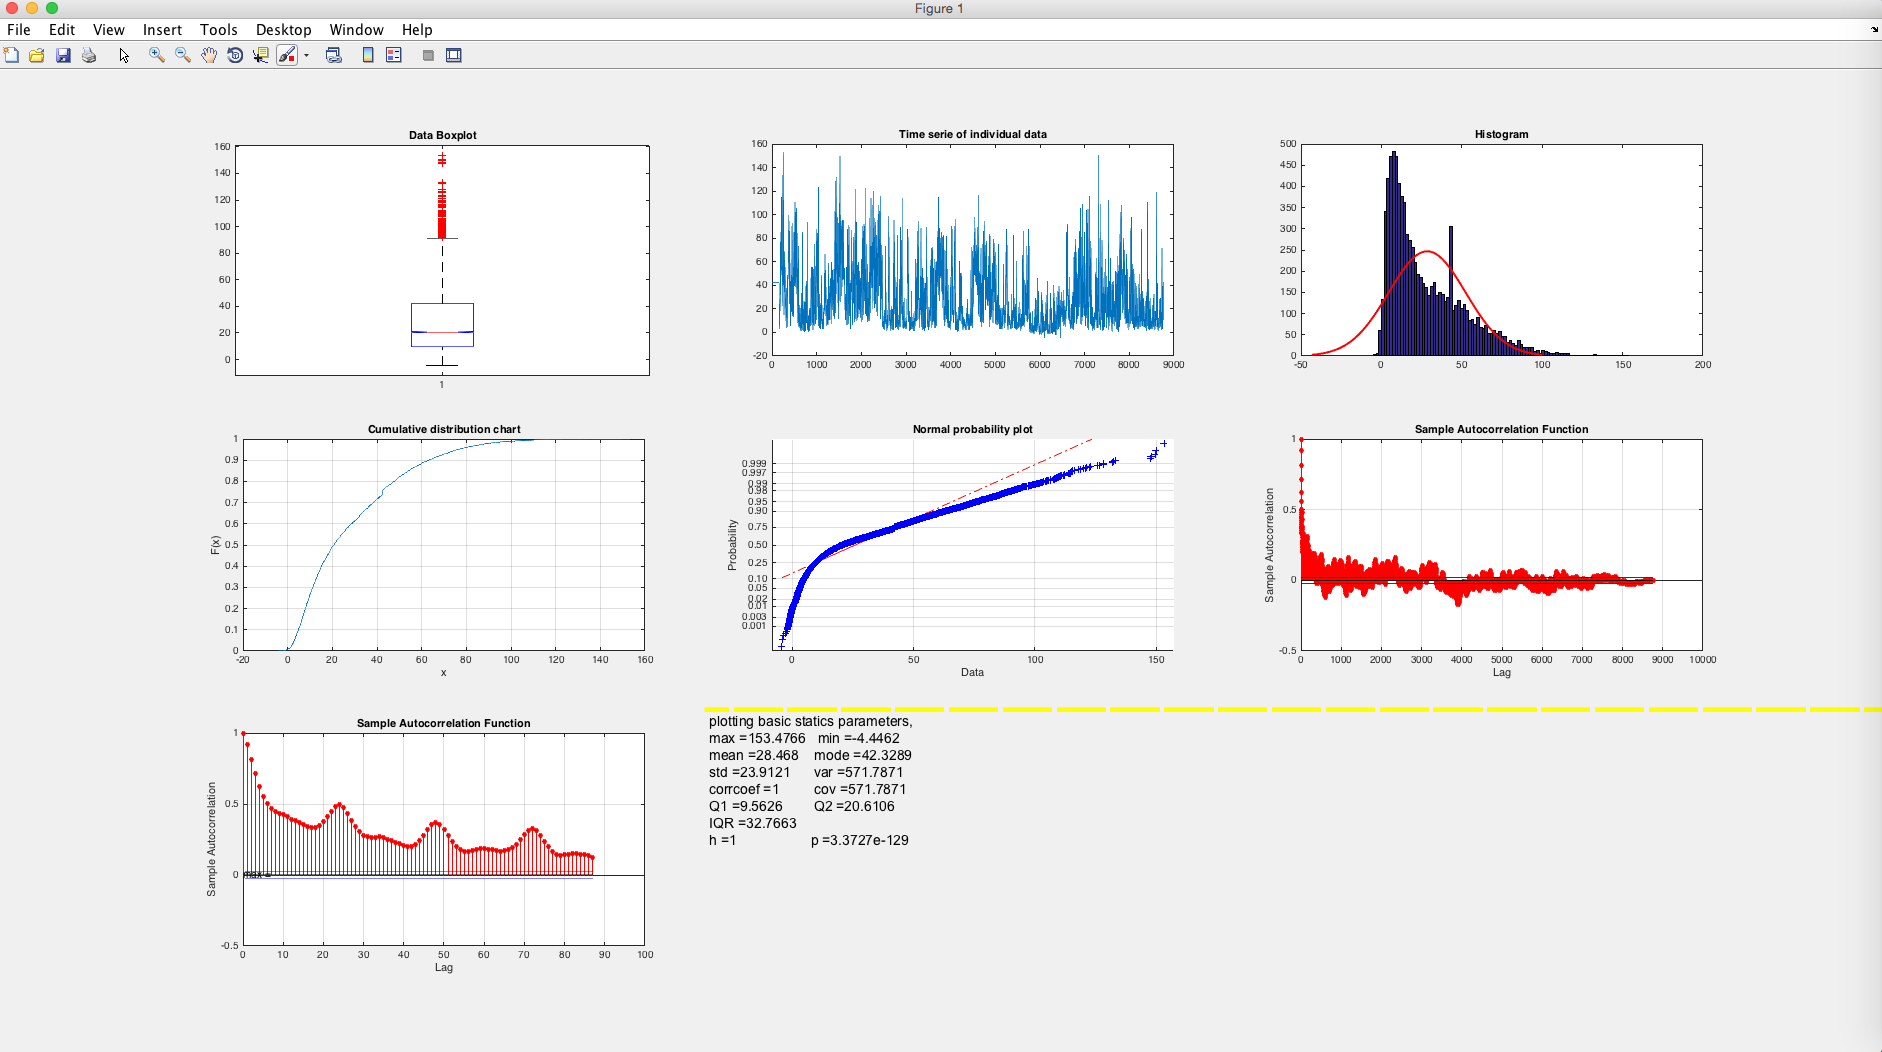 Figure 1
File Edit View Insert Tools Desktop Window Help
Data Boxplot
160
140
120
100
80
60
40
20
0
1
Time serie of individual data
160
140
120
100
80
60
40
20
0
-20
0 1000 2000 3000 4000 5000 6000 7000 8000 9000
Histogram
500
450
400
350
300
250
200
150
100
50
0
-50 0 50 100 150 200
Cumulative distribution chart
F(x)
1
0.9
0.8
0.7
0.6
0.5
0.4
0.3
0.2
0.1
0
-20 0 20 40 60 80 100 120 140 160
x
Normal probability plot
Probability
0.999
0.997
0.99
0.98
0.95
0.90
0.75
0.50
0.25
0.10
0.05
0.02
0.01
0.003
0.001
0 50 100 150
Data
Sample Autocorrelation Function
Sample Autocorrelation
1
0.5
0
-0.5
0 1000 2000 3000 4000 5000 6000 7000 8000 9000 10000
Lag
Sample Autocorrelation Function
Sample Autocorrelation
1
0.5
0
-0.5
max =
0 10 20 30 40 50 60 70 80 90 100
Lag
plotting basic statics parameters,
max =153.4766 min =-4.4462
mean =28.468 mode =42.3289
std =23.9121 var =571.7871
corrcoef =1 cov =571.7871
Q1 =9.5626 Q2 =20.6106
IQR =32.7663
h =1 p =3.3727e-129